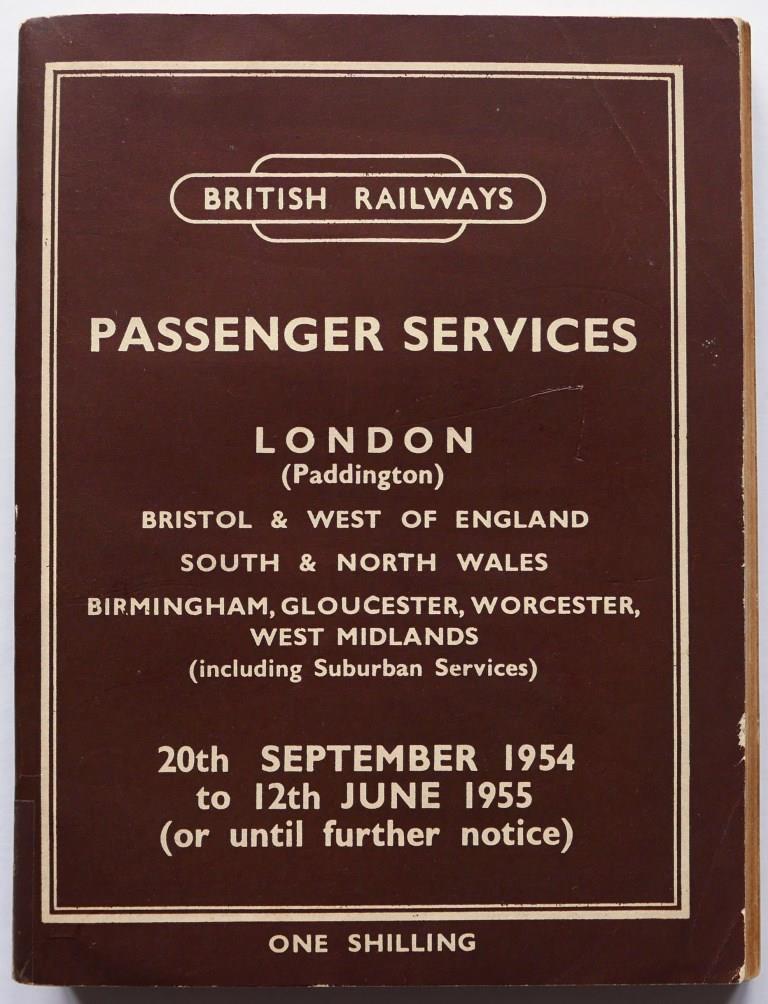 BRITISH RAILWAYS
PASSENGER SERVICES
LONDON
(Paddington)
BRISTOL & WEST OF ENGLAND
SOUTH & NORTH WALES
BIRMINGHAM, GLOUCESTER, WORCESTER,
WEST MIDLANDS
(including Suburban Services)
20th SEPTEMBER 1954
to 12th JUNE 1955
(or until further notice)
ONE SHILLING